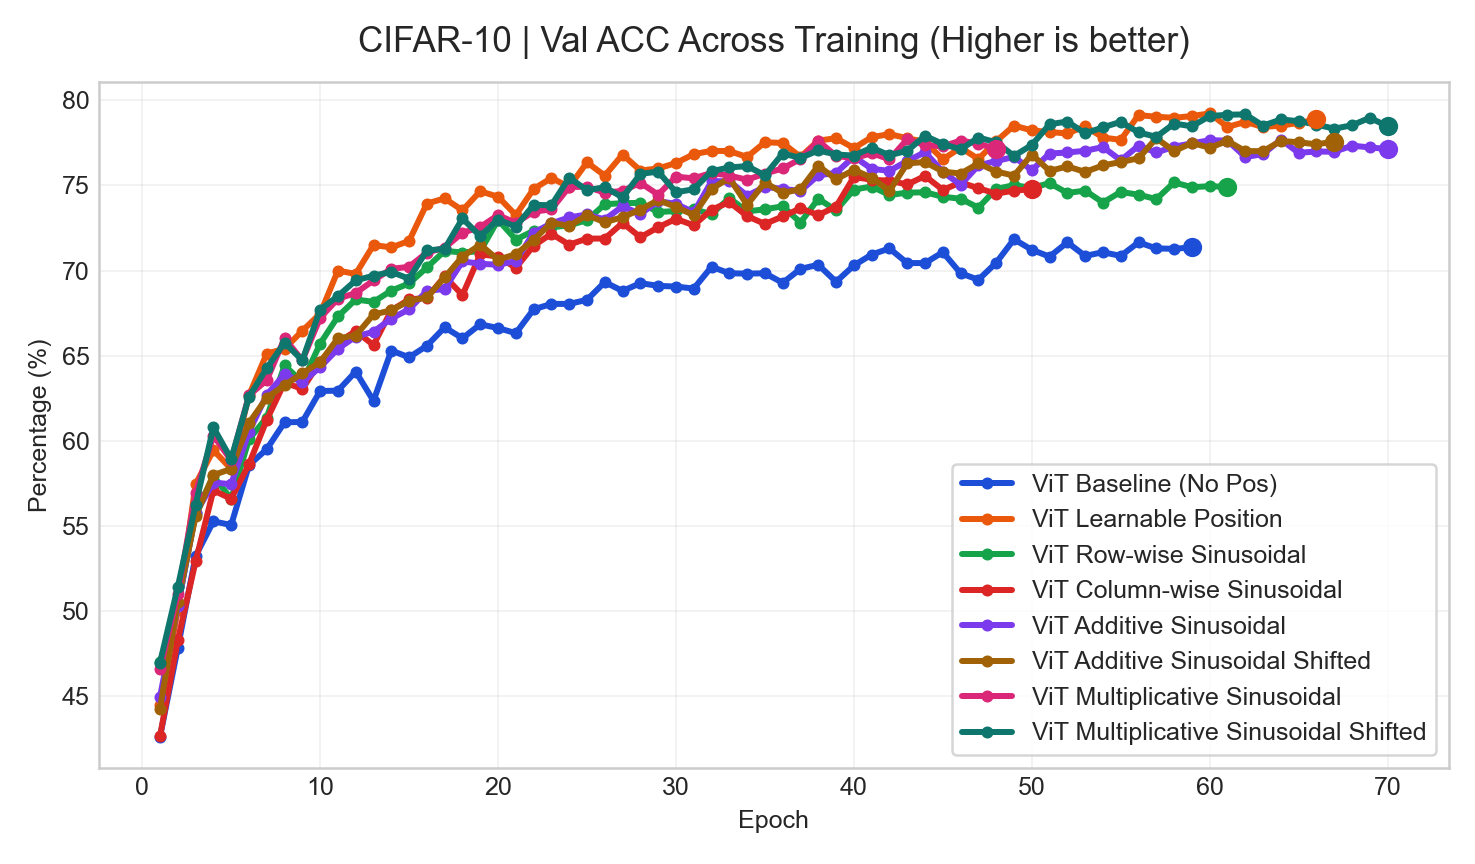 CIFAR-10 | Val ACC Across Training (Higher is better)
80
75
70
65
60
55
50
45
Percentage (%)
ViT Baseline (No Pos)
ViT Learnable Position
ViT Row-wise Sinusoidal
ViT Column-wise Sinusoidal
ViT Additive Sinusoidal
ViT Additive Sinusoidal Shifted
ViT Multiplicative Sinusoidal
ViT Multiplicative Sinusoidal Shifted
0 10 20 30 40 50 60 70
Epoch